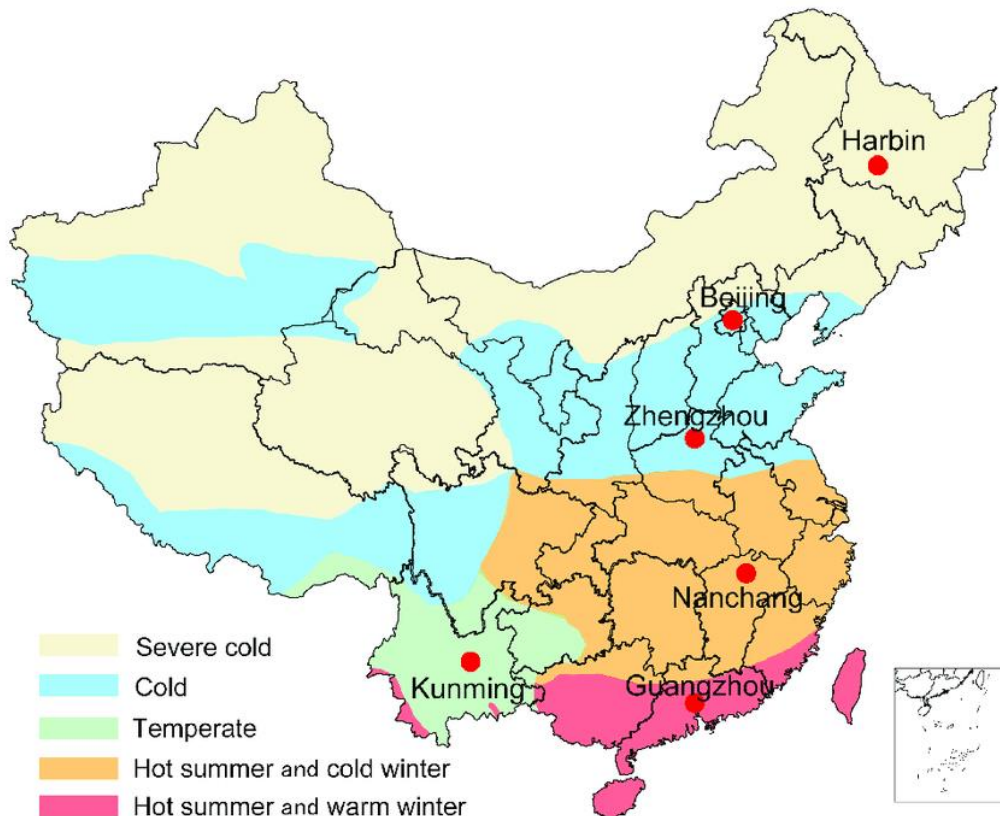 Harbin
Beijing
Zhengzhou
Nanchang
Kunming
Guangzhou
Severe cold
Cold
Temperate
Hot summer and cold winter
Hot summer and warm winter